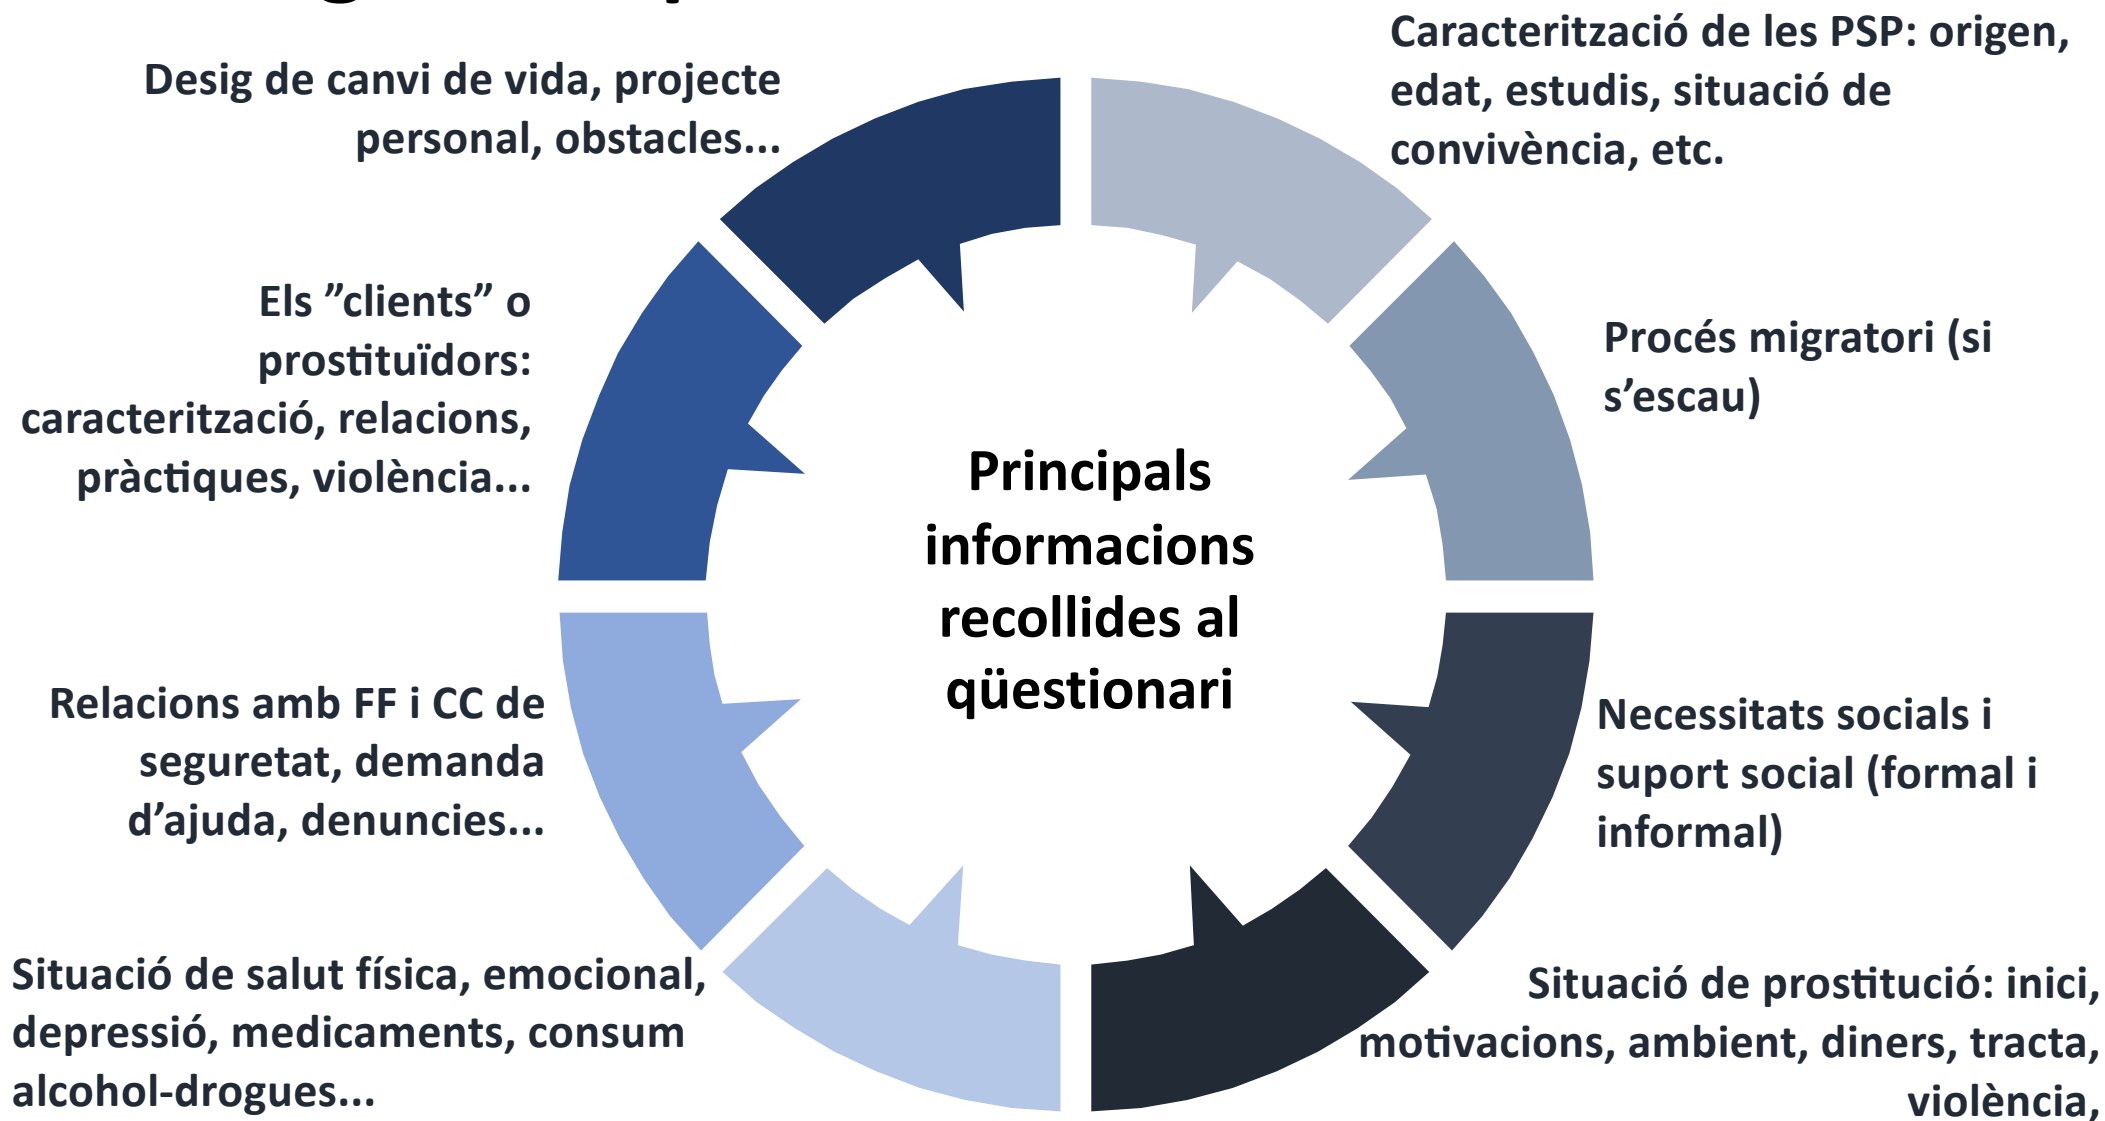 Caracterització de les PSP: origen,
edat, estudis, situació de
convivència, etc.
Procés migratori (si
s’escau)
Necessitats socials i
suport social (formal i
informal)
Situació de prostitució: inici,
motivacions, ambient, diners, tracta,
violència,
Situació de salut física, emocional,
depressió, medicaments, consum
alcohol-drogues...
Relacions amb FF i CC de
seguretat, demanda
d’ajuda, denuncies...
Els ”clients” o
prostituïdors:
caracterització, relacions,
pràctiques, violència...
Desig de canvi de vida, projecte
personal, obstacles...
Principals
informacions
recollides al
qüestionari